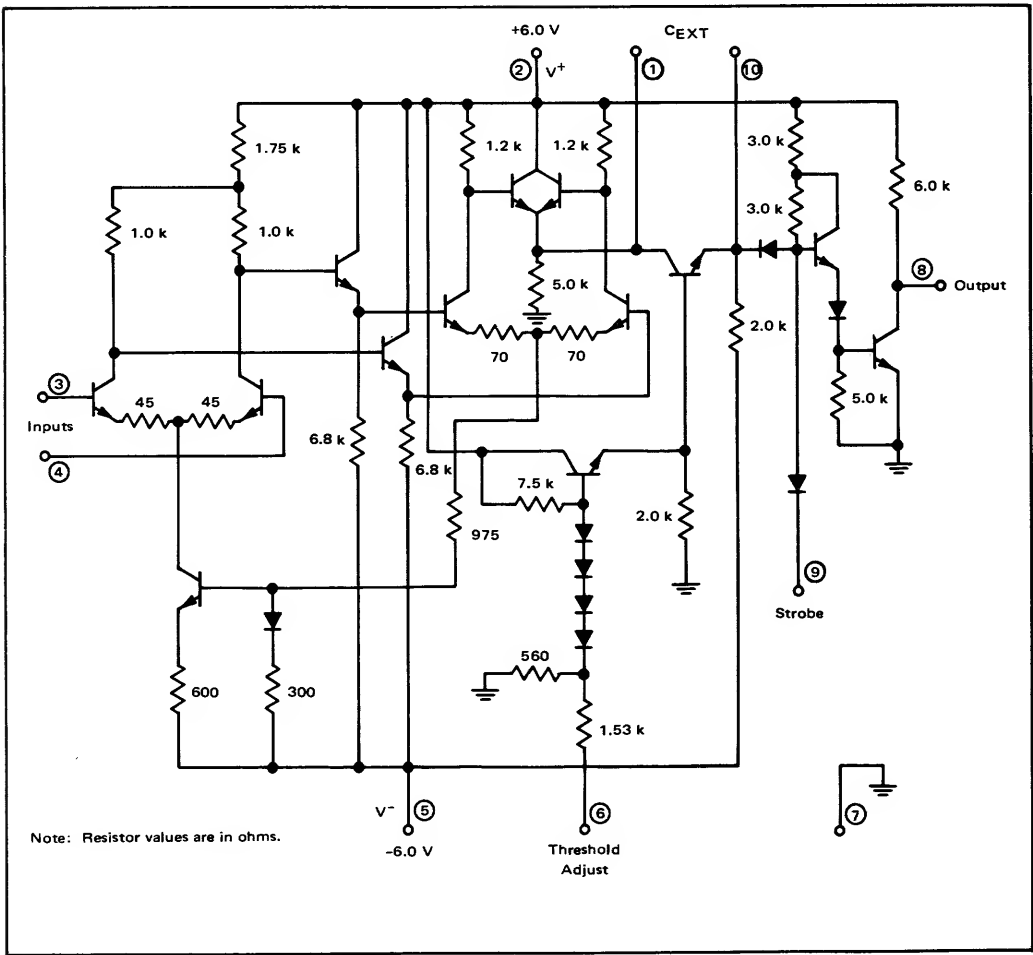 +6.0 V
CEXT
② V+
①
⑩
1.75 k
1.2 k
1.2 k
3.0 k
3.0 k
6.0 k
1.0 k
1.0 k
⑧
Output
5.0 k
2.0 k
70
70
③
45
45
5.0 k
Inputs
④
6.8 k
6.8 k
7.5 k
975
2.0 k
⑨
Strobe
560
600
300
1.53 k
V- ⑤
⑥
⑦
Note: Resistor values are in ohms.
-6.0 V
Threshold
Adjust